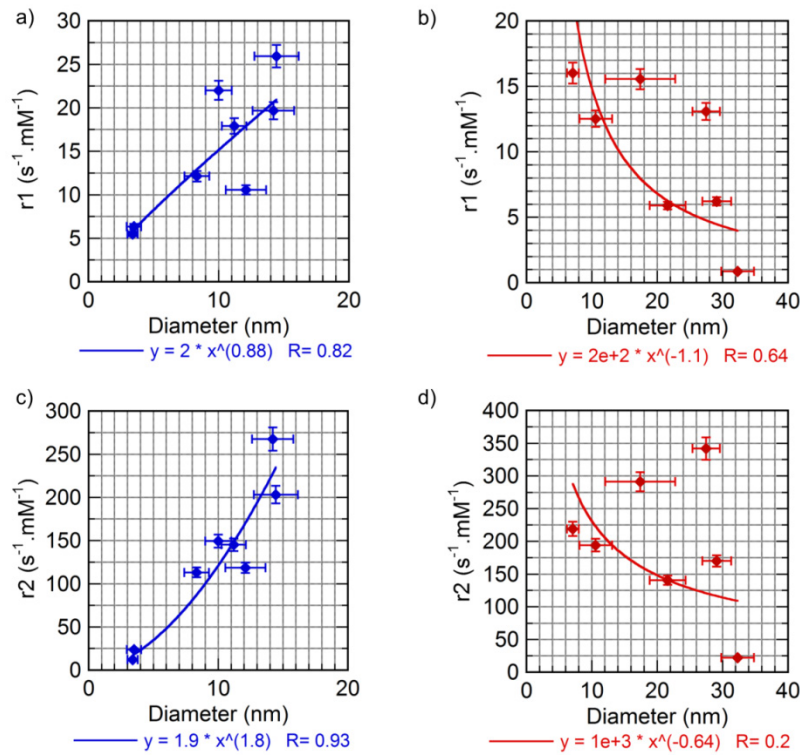 a)
30
25
20
15
10
5
0
r1 (s⁻¹.mM⁻¹)
0 10 20
Diameter (nm)
y = 2 * x^(0.88) R= 0.82
b)
20
15
10
5
0
r1 (s⁻¹.mM⁻¹)
0 10 20 30 40
Diameter (nm)
y = 2e+2 * x^(-1.1) R= 0.64
c)
300
250
200
150
100
50
0
r2 (s⁻¹.mM⁻¹)
0 10 20
Diameter (nm)
y = 1.9 * x^(1.8) R= 0.93
d)
400
350
300
250
200
150
100
50
0
r2 (s⁻¹.mM⁻¹)
0 10 20 30 40
Diameter (nm)
y = 1e+3 * x^(-0.64) R= 0.2